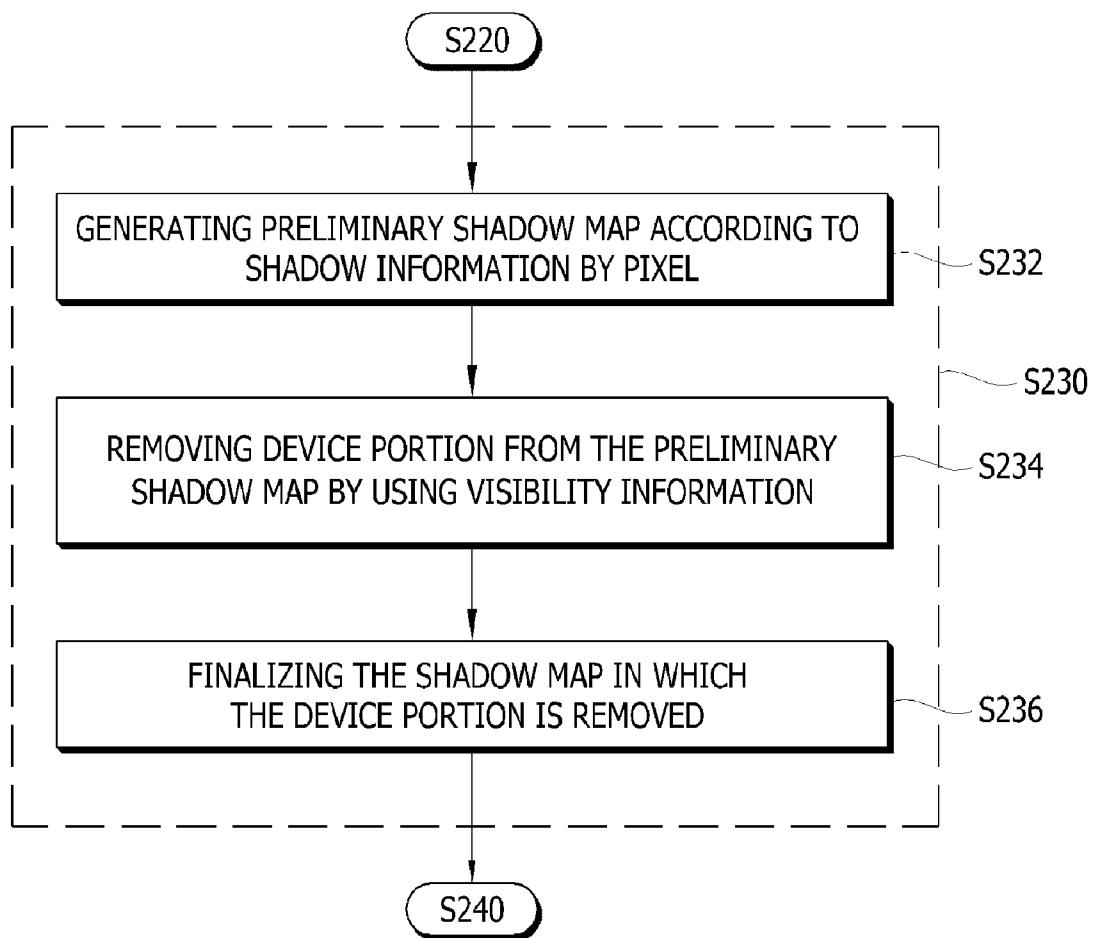 S220
GENERATING PRELIMINARY SHADOW MAP ACCORDING TO
SHADOW INFORMATION BY PIXEL
S232
S230
REMOVING DEVICE PORTION FROM THE PRELIMINARY
SHADOW MAP BY USING VISIBILITY INFORMATION
S234
FINALIZING THE SHADOW MAP IN WHICH
THE DEVICE PORTION IS REMOVED
S236
S240